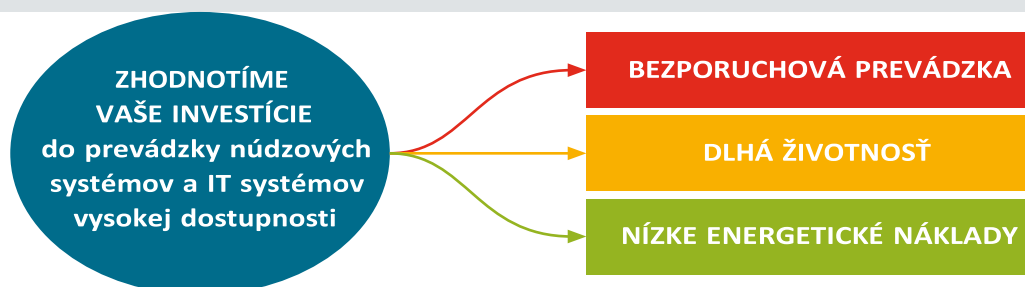 ZHODNOTÍME
VAŠE INVESTÍCIE
do prevádzky núdzových
systémov a IT systémov
vysokej dostupnosti
BEZPORUCHOVÁ PREVÁDZKA
DLHÁ ŽIVOTNOSŤ
NÍZKE ENERGETICKÉ NÁKLADY